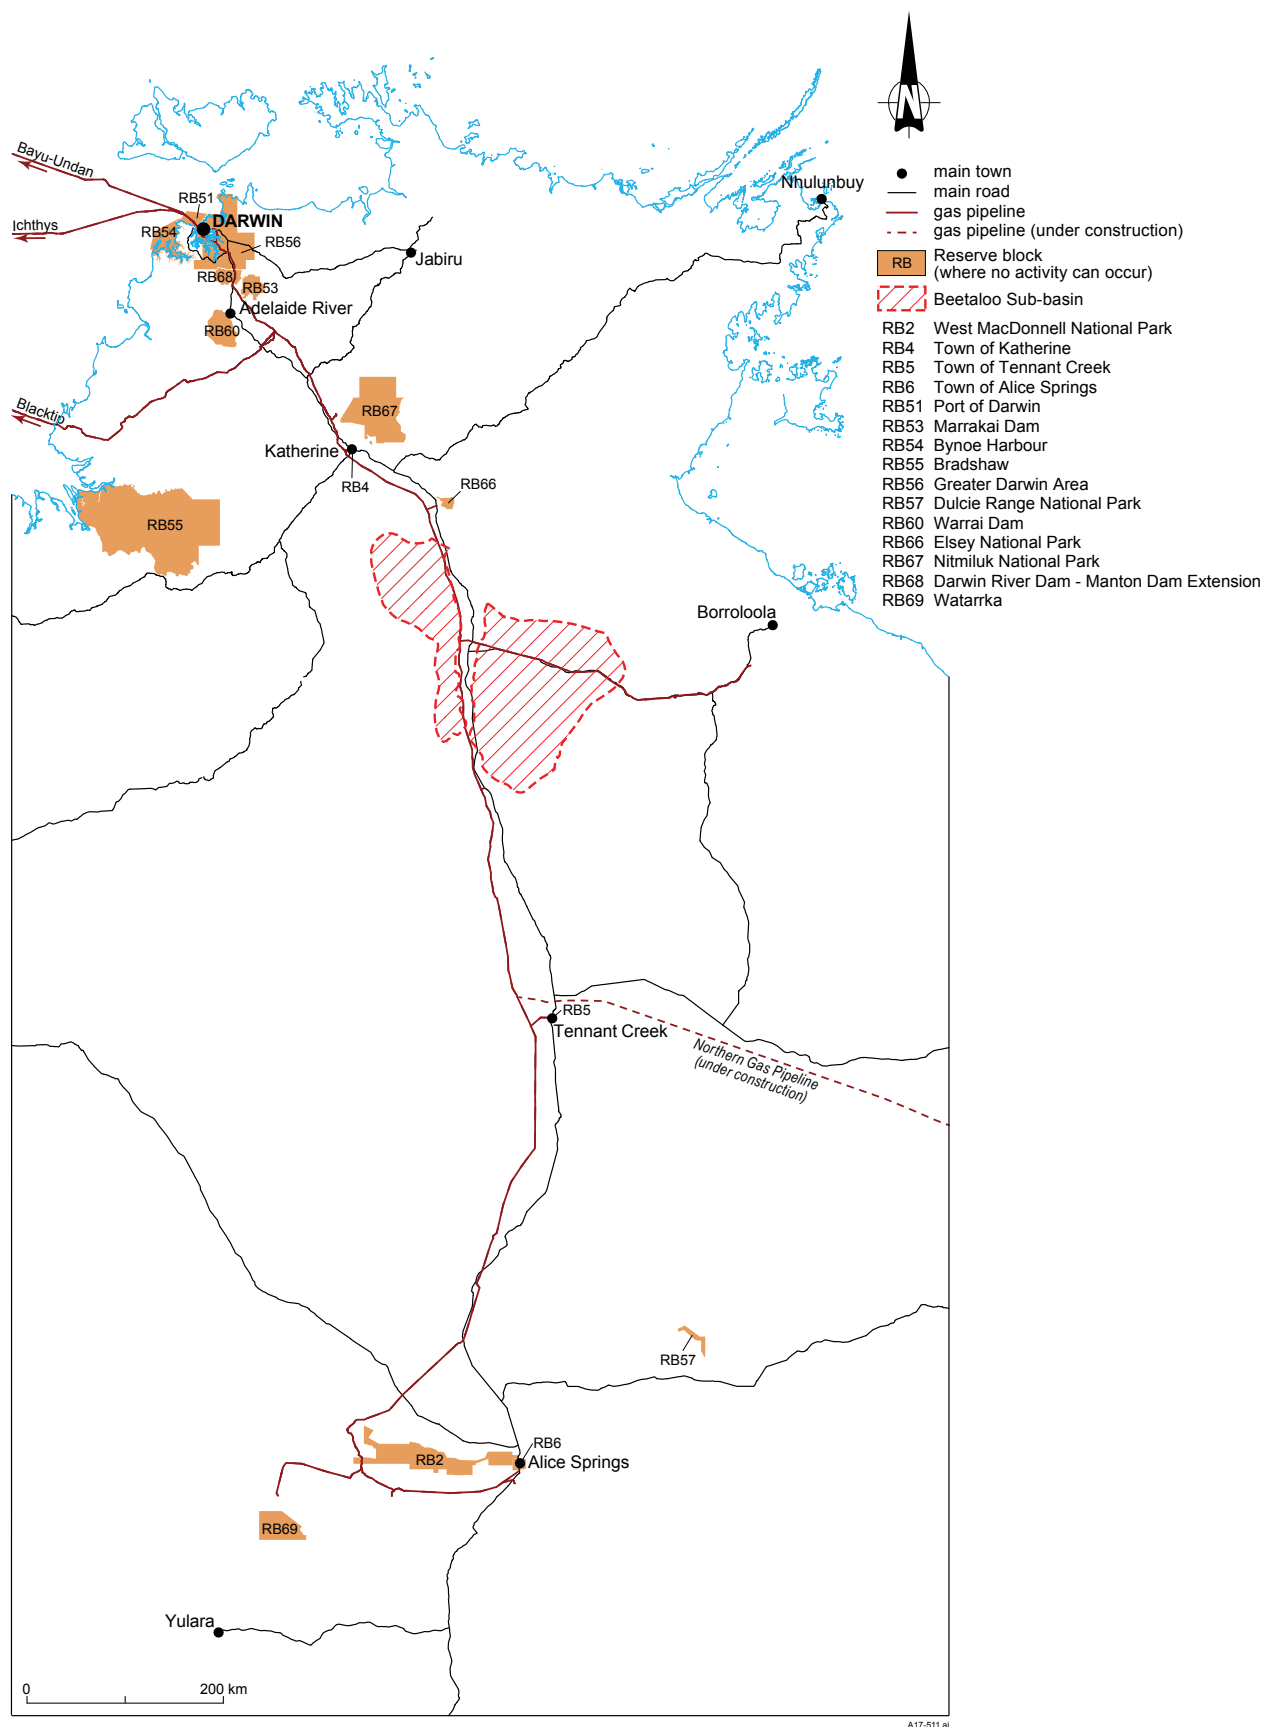 Bayu-Undan
Ichthys
RB51
DARWIN
RB54
RB56
RB68
RB53
Adelaide River
RB60
Jabiru
Nhulunbuy
Blacktip
RB67
Katherine
RB4
RB66
RB55
Borroloola
RB5
Tennant Creek
Northern Gas Pipeline
(under construction)
RB57
RB2
RB6
Alice Springs
RB69
Yulara
0
200 km
N
main town
main road
gas pipeline
gas pipeline (under construction)
RB Reserve block
(where no activity can occur)
Beetaloo Sub-basin
RB2 West MacDonnell National Park
RB4 Town of Katherine
RB5 Town of Tennant Creek
RB6 Town of Alice Springs
RB51 Port of Darwin
RB53 Marrakai Dam
RB54 Bynoe Harbour
RB55 Bradshaw
RB56 Greater Darwin Area
RB57 Dulcie Range National Park
RB60 Warrai Dam
RB66 Elsey National Park
RB67 Nitmiluk National Park
RB68 Darwin River Dam - Manton Dam Extension
RB69 Watarrka
A17-511.ai